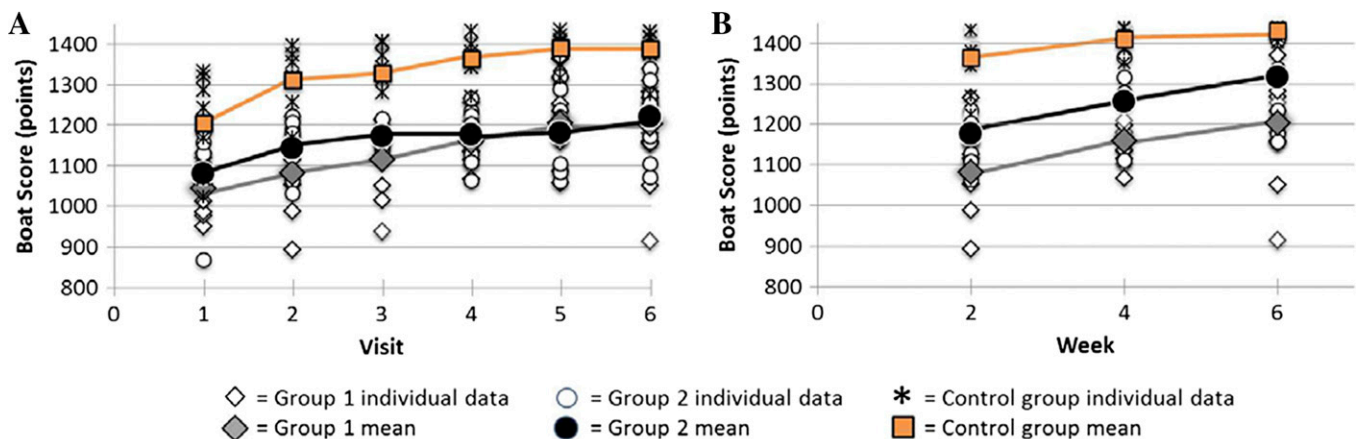 A
Boat Score (points)
1400
1300
1200
1100
1000
900
800
0 1 2 3 4 5 6
Visit
B
Boat Score (points)
1400
1300
1200
1100
1000
900
800
0 2 4 6
Week
= Group 1 individual data = Group 2 individual data = Control group individual data
= Group 1 mean = Group 2 mean = Control group mean